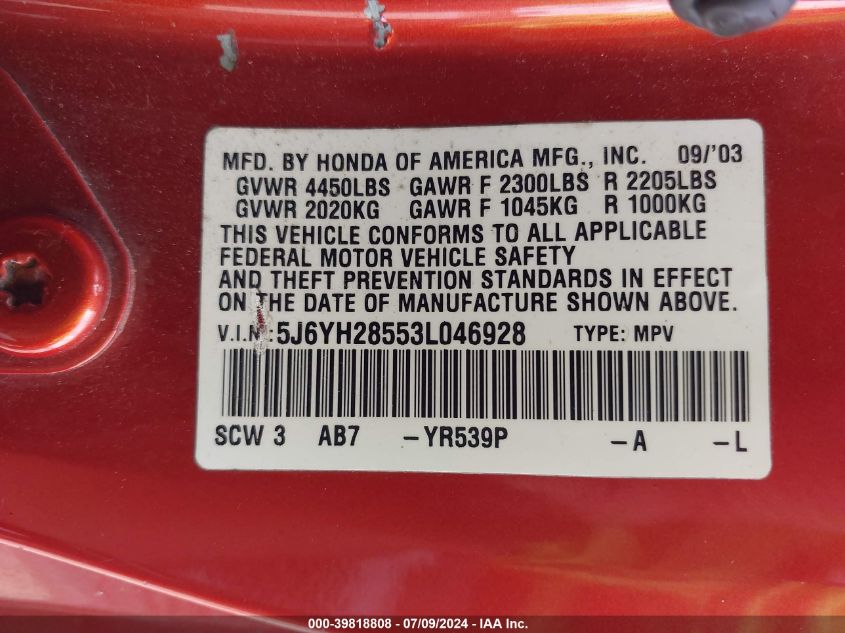 MFD. BY HONDA OF AMERICA MFG., INC. 09/'03
GVWR 4450LBS GAWR F 2300LBS R 2205LBS
GVWR 2020KG GAWR F 1045KG R 1000KG
THIS VEHICLE CONFORMS TO ALL APPLICABLE
FEDERAL MOTOR VEHICLE SAFETY
AND THEFT PREVENTION STANDARDS IN EFFECT
ON THE DATE OF MANUFACTURE SHOWN ABOVE.
V.I.N.: 5J6YH28553L046928 TYPE: MPV
SCW 3 AB7 -YR539P -A -L
000-39818808 - 07/09/2024 - IAA Inc.